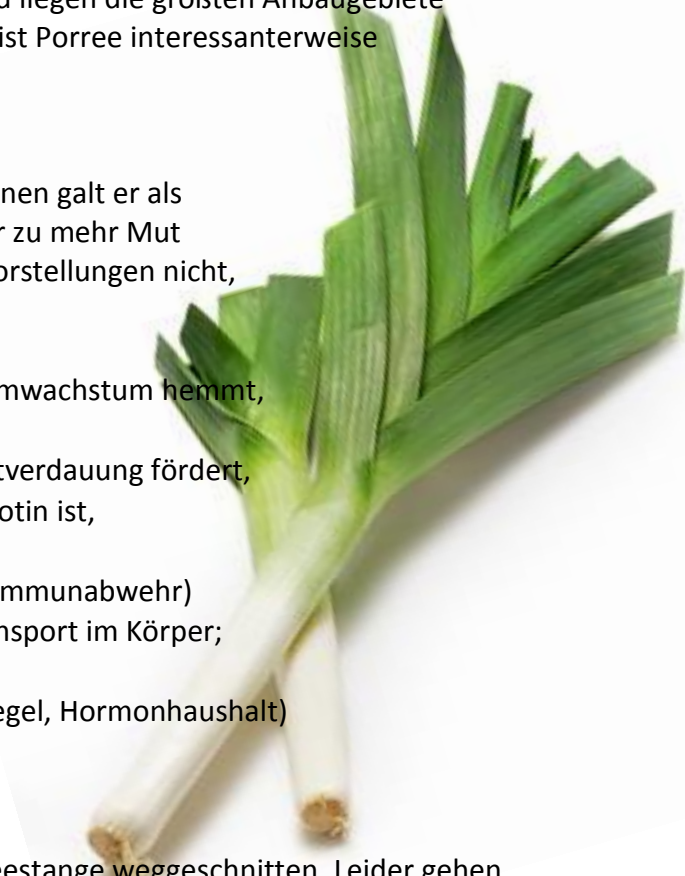 liegen die größten Anbaugebiete
ist Porree interessanterweise
nen galt er als
r zu mehr Mut
orstellungen nicht,
mwachstum hemmt,
tverdauung fördert,
otin ist,
mmunabwehr)
nsport im Körper;
egel, Hormonhaushalt)
eestange weggeschnitten. Leider gehen